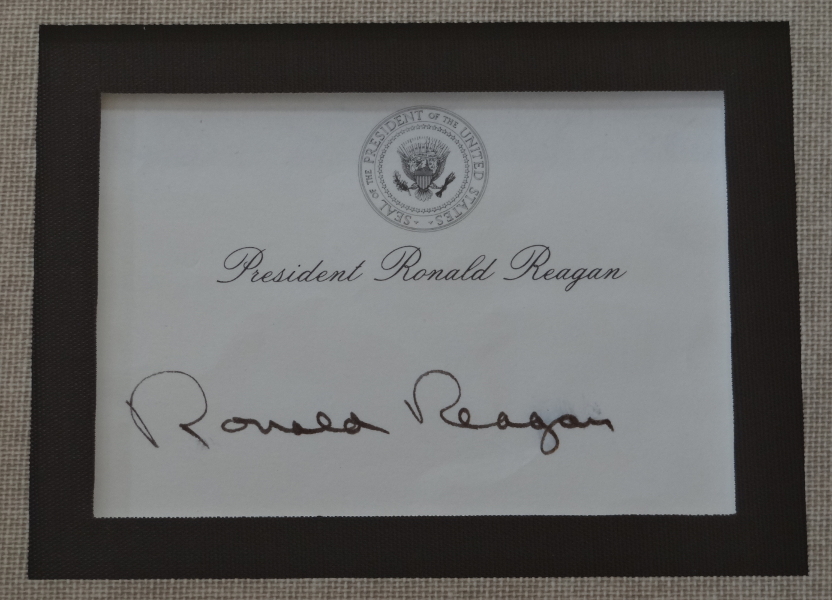 SEAL OF THE PRESIDENT OF THE UNITED STATES
President Ronald Reagan
Ronald Reagan